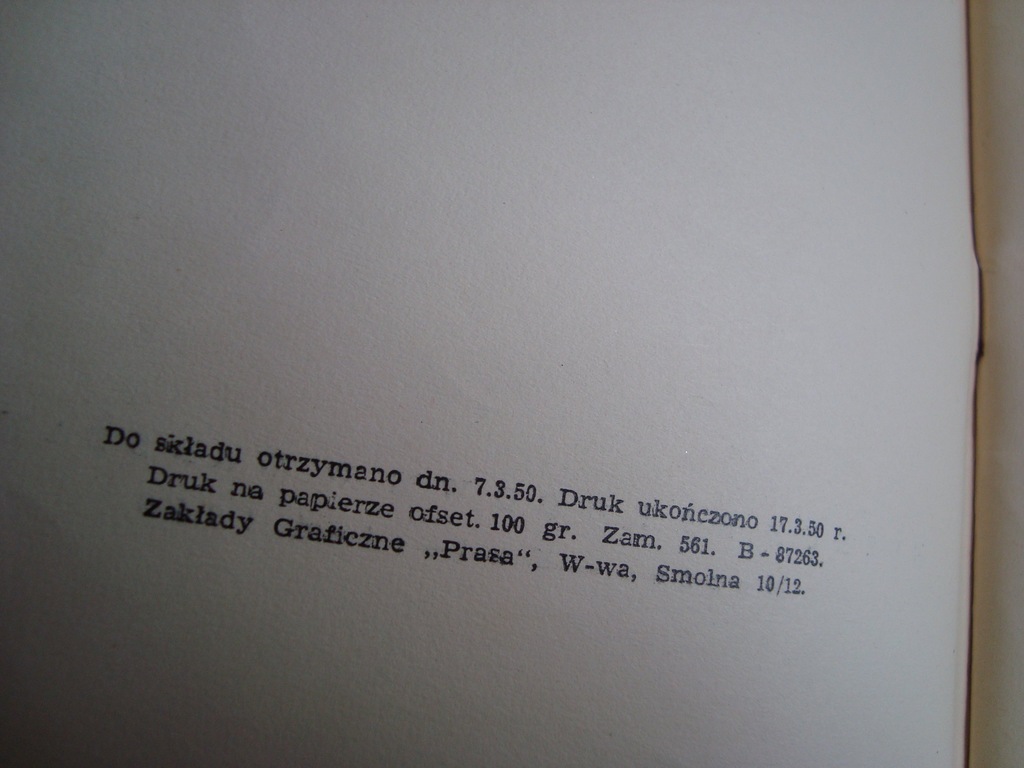 Do składu otrzymano dn. 7.3.50. Druk ukończono 17.3.50 r.
Druk na papierze ofset. 100 gr. Zam. 561. B - 87263.
Zakłady Graficzne „Prasa“, W-wa, Smolna 10/12.